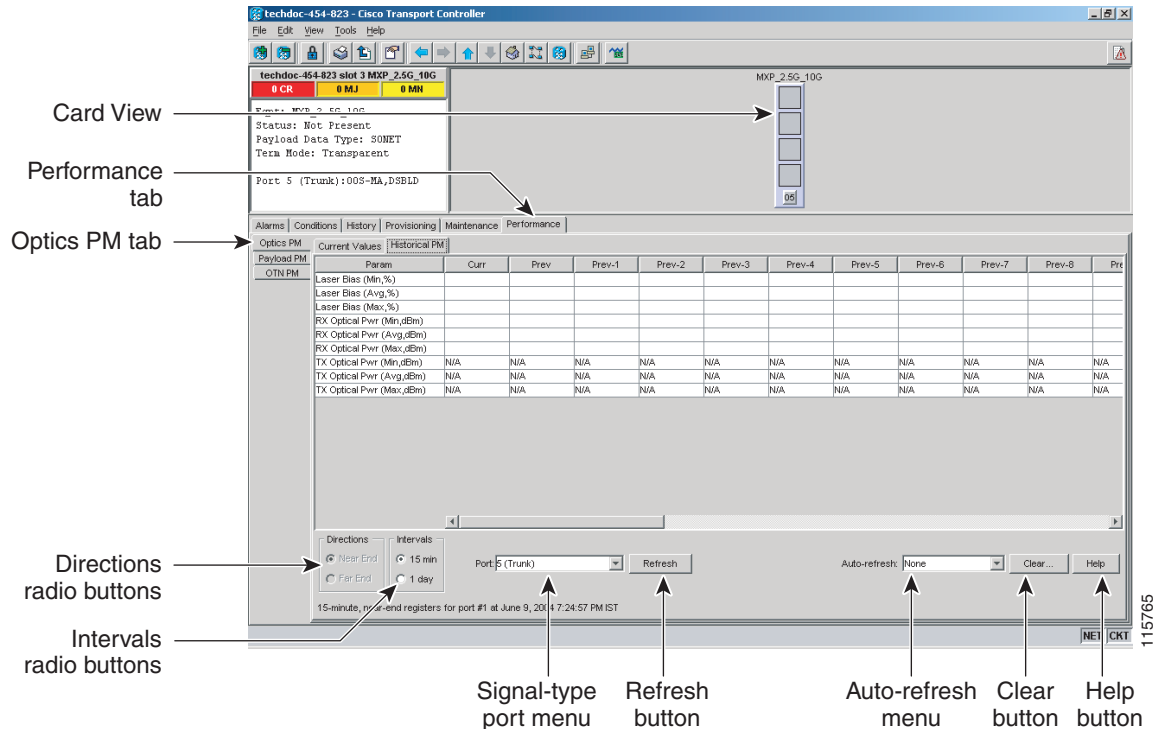 techdoc-454-823 - Cisco Transport Controller
File Edit View Tools Help
techdoc-454-823 slot 3 MXP_2.5G_10G
0 CR 0 MJ 0 MN
Eqpt: MXP_2.5G_10G
Status: Not Present
Payload Data Type: SONET
Term Mode: Transparent
Port 5 (Trunk):OOS-MA,DSBLD
MXP_2.5G_10G
05
Card View
Performance
tab
Optics PM tab
Alarms Conditions History Provisioning Maintenance Performance
Optics PM
Payload PM
OTN PM
Current Values Historical PM
Param Curr Prev Prev-1 Prev-2 Prev-3 Prev-4 Prev-5 Prev-6 Prev-7 Prev-8 Pre
Laser Bias (Min,%)
Laser Bias (Avg,%)
Laser Bias (Max,%)
RX Optical Pwr (Min,dBm)
RX Optical Pwr (Avg,dBm)
RX Optical Pwr (Max,dBm)
TX Optical Pwr (Min,dBm) N/A N/A N/A N/A N/A N/A N/A N/A N/A N/A N/A
TX Optical Pwr (Avg,dBm) N/A N/A N/A N/A N/A N/A N/A N/A N/A N/A N/A
TX Optical Pwr (Max,dBm) N/A N/A N/A N/A N/A N/A N/A N/A N/A N/A N/A
Directions
Near End
Far End
Intervals
15 min
1 day
Port: 5 (Trunk)
Refresh
Auto-refresh: None
Clear...
Help
15-minute, near-end registers for port #1 at June 9, 2004 7:24:57 PM IST
NET CKT
Directions
radio buttons
Intervals
radio buttons
Signal-type
port menu
Refresh
button
Auto-refresh
menu
Clear
button
Help
button
115765